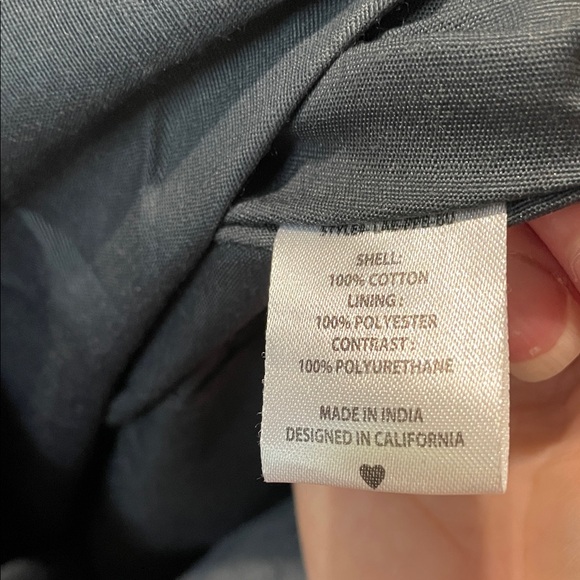 SHELL:
100% COTTON
LINING :
100% POLYESTER
CONTRAST :
100% POLYURETHANE
MADE IN INDIA
DESIGNED IN CALIFORNIA